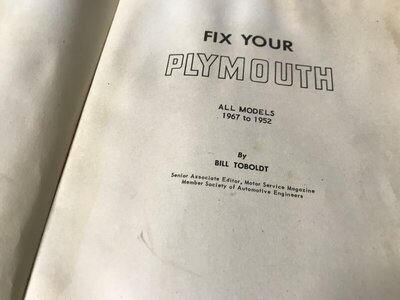 FIX YOUR
PLYMOUTH
ALL MODELS
1967 to 1952
By
BILL TOBOLDT
Senior Associate Editor, Motor Service Magazine
Member Society of Automotive Engineers